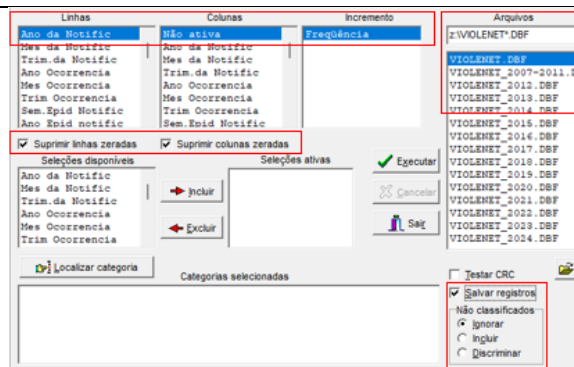 Linhas
Colunas
Incremento
Arquivos
Ano da Notific
Mes da Notific
Trim.da Notific
Ano Ocorrencia
Mes Ocorrencia
Trim Ocorrencia
Sem.Epid Notific
Ano Epid notific
Não ativa
Ano da Notific
Mes da Notific
Trim.da Notific
Ano Ocorrencia
Mes Ocorrencia
Trim Ocorrencia
Sem.Epid Notific
Freqüência
z:\VIOLENET*.DBF
VIOLENET.DBF
VIOLENET_2007-2011.D
VIOLENET_2012.DBF
VIOLENET_2013.DBF
VIOLENET_2014.DBF
VIOLENET_2015.DBF
VIOLENET_2016.DBF
VIOLENET_2017.DBF
VIOLENET_2018.DBF
VIOLENET_2019.DBF
VIOLENET_2020.DBF
VIOLENET_2021.DBF
VIOLENET_2022.DBF
VIOLENET_2023.DBF
VIOLENET_2024.DBF
Suprimir linhas zeradas
Suprimir colunas zeradas
Seleções disponíveis
Seleções ativas
Ano da Notific
Mes da Notific
Trim.da Notific
Ano Ocorrencia
Mes Ocorrencia
Trim Ocorrencia
Incluir
Excluir
Executar
Cancelar
Sair
Localizar categoria
Categorias selecionadas
Testar CRC
Salvar registros
Não classificados
Ignorar
Incluir
Discriminar